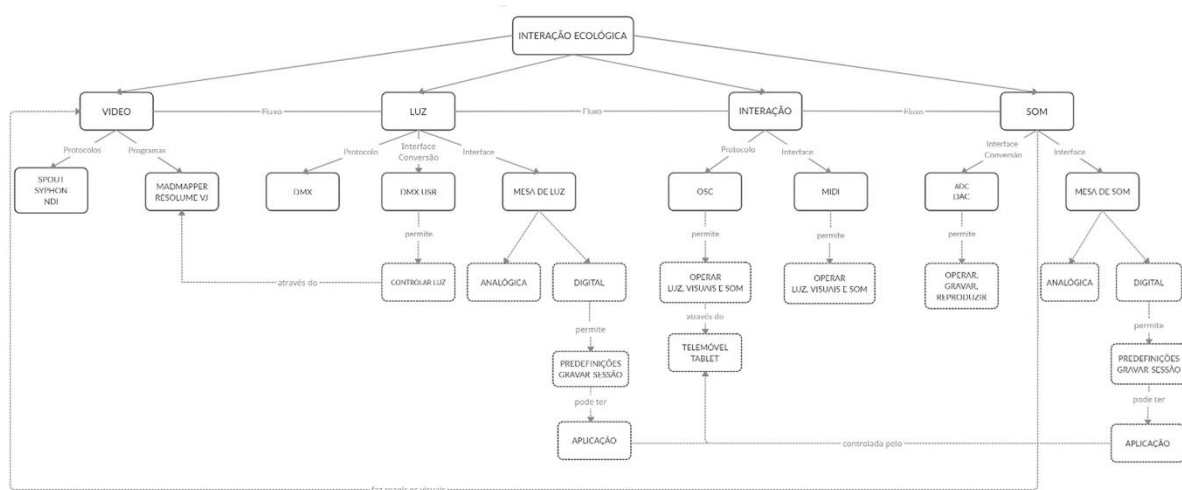 INTERAÇÃO ECOLÓGICA
VIDEO
Fluxo
LUZ
Fluxo
INTERAÇÃO
Fluxo
SOM
Protocolos
Programas
Protocolo
Interface
Conversão
Interface
Protocolo
Interface
Interface
Conversão
Interface
SPOUT
SYPHON
NDI
MADMAPPER
RESOLUME VJ
DMX
DMX USB
MESA DE LUZ
OSC
MIDI
ADC
DAC
MESA DE SOM
permite
permite
permite
permite
através do
CONTROLAR LUZ
ANALÓGICA
DIGITAL
OPERAR
LUZ, VISUAIS E SOM
OPERAR
LUZ, VISUAIS E SOM
OPERAR,
GRAVAR,
REPRODUZIR
ANALÓGICA
DIGITAL
permite
através do
permite
TELEMÓVEL
TABLET
PREDEFINIÇÕES
GRAVAR SESSÃO
PREDEFINIÇÕES
GRAVAR SESSÃO
pode ter
pode ter
APLICAÇÃO
controlada pelo
APLICAÇÃO